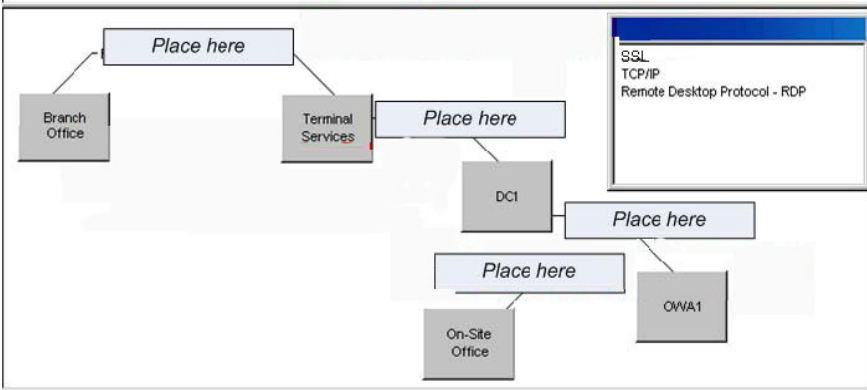 Place here
SSL
TCP/IP
Remote Desktop Protocol - RDP
Branch
Office
Terminal
Services
Place here
DC1
Place here
Place here
OWA1
On-Site
Office